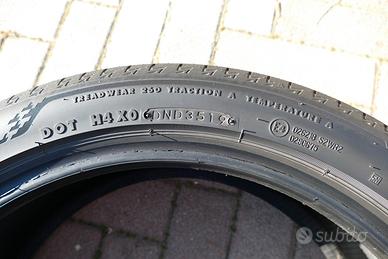 TREADWEAR 260 TRACTION A TEMPERATURE A
DOT H4X0 DND3519
subito